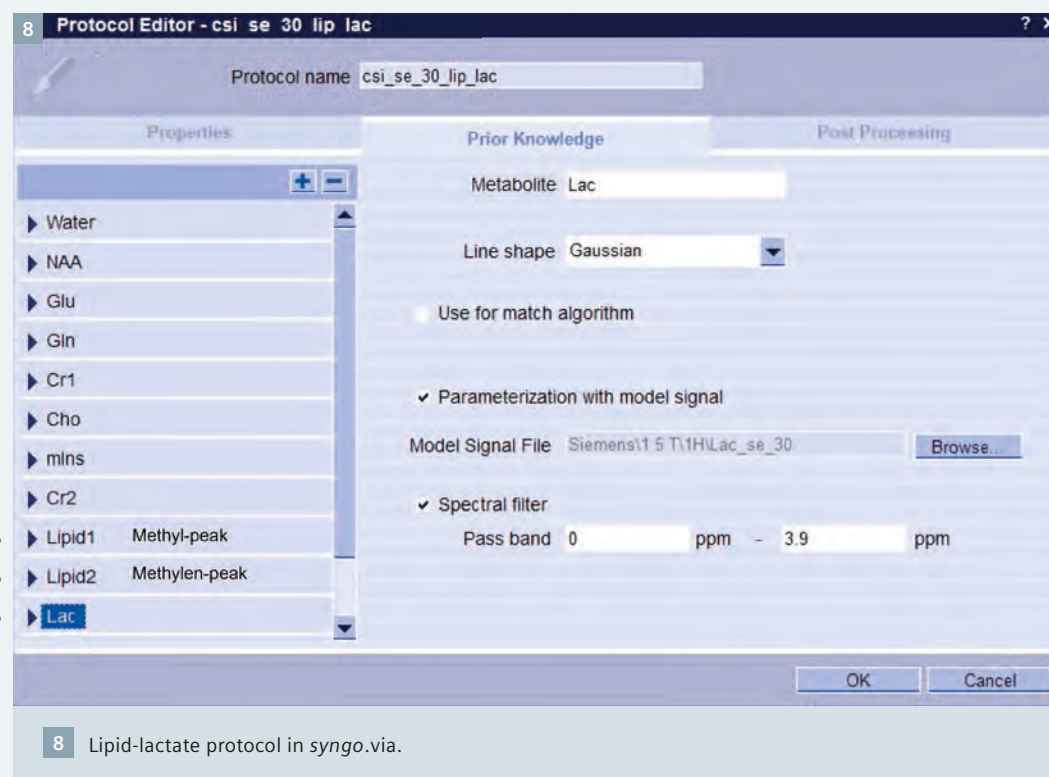 8 Protocol Editor - csi se 30 lip lac ? X
Protocol name csi_se_30_lip_lac
Properties Prior Knowledge Post Processing
+ −
Water
NAA
Glu
Gln
Cr1
Cho
mIns
Cr2
Lipid1 Methyl-peak
Lipid2 Methylen-peak
Lac
Metabolite Lac
Line shape Gaussian
Use for match algorithm
Parameterization with model signal
Model Signal File Siemens\1 5 T\1H\Lac_se_30 Browse...
Spectral filter
Pass band 0 ppm - 3.9 ppm
OK Cancel
8 Lipid-lactate protocol in syngo.via.